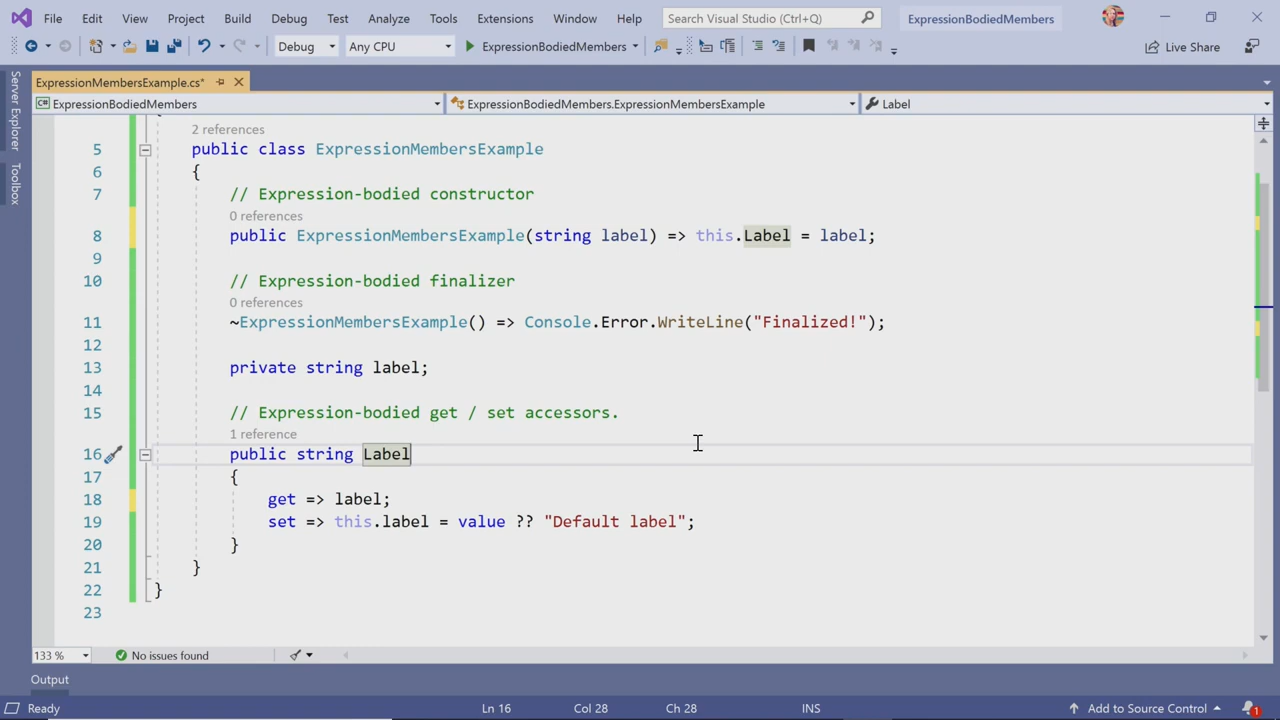 File Edit View Project Build Debug Test Analyze Tools Extensions Window Help Search Visual Studio (Ctrl+Q) ExpressionBodiedMembers
Debug Any CPU ExpressionBodiedMembers Live Share
Server Explorer
Toolbox
ExpressionMembersExample.cs*
ExpressionBodiedMembers ExpressionBodiedMembers.ExpressionMembersExample Label
2 references
5 public class ExpressionMembersExample
6 {
7 // Expression-bodied constructor
0 references
8 public ExpressionMembersExample(string label) => this.Label = label;
9
10 // Expression-bodied finalizer
0 references
11 ~ExpressionMembersExample() => Console.Error.WriteLine("Finalized!");
12
13 private string label;
14
15 // Expression-bodied get / set accessors.
1 reference
16 public string Label
17 {
18 get => label;
19 set => this.label = value ?? "Default label";
20 }
21 }
22 }
23
133 % No issues found
Output
Ready Ln 16 Col 28 Ch 28 INS Add to Source Control 1